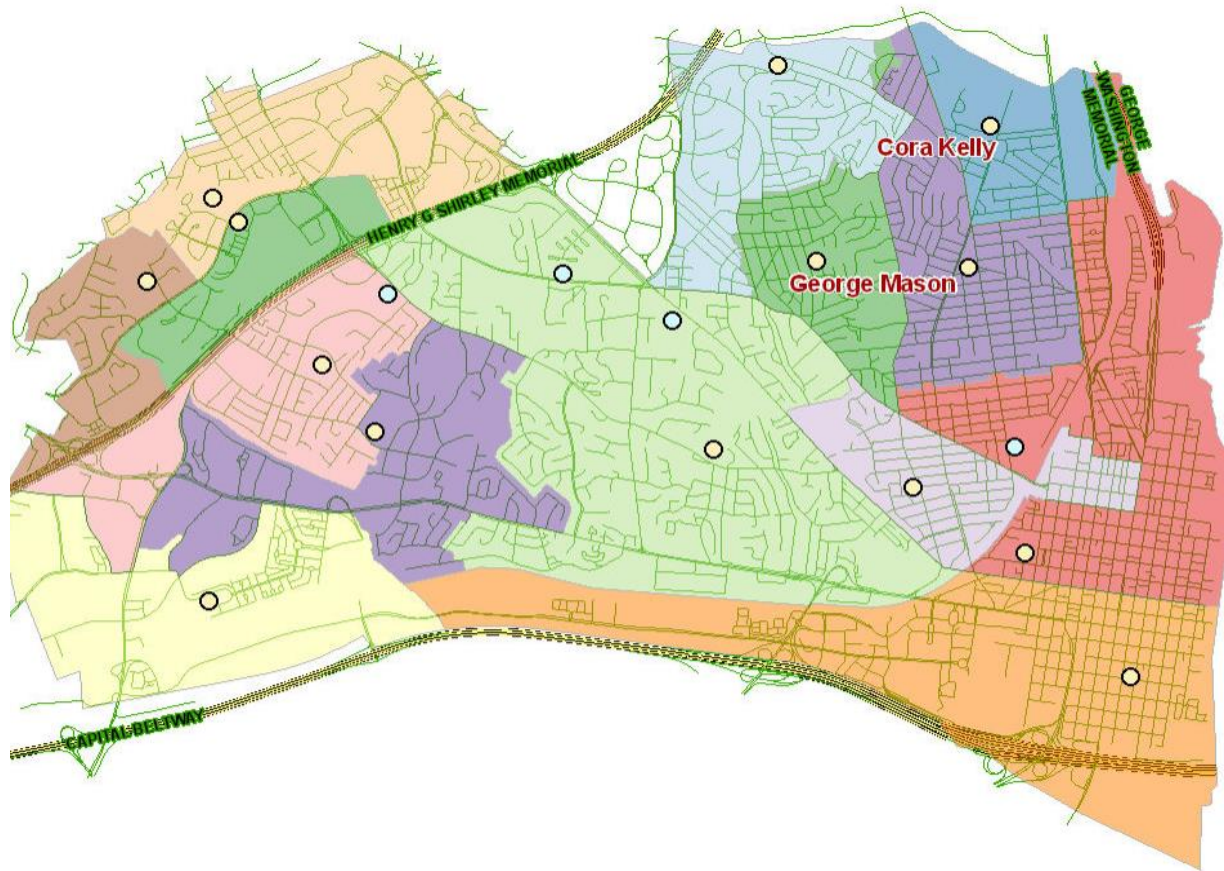 GEORGE
WASHINGTON
MEMORIAL
Cora Kelly
HENRY G SHIRLEY MEMORIAL
George Mason
CAPITAL BELTWAY